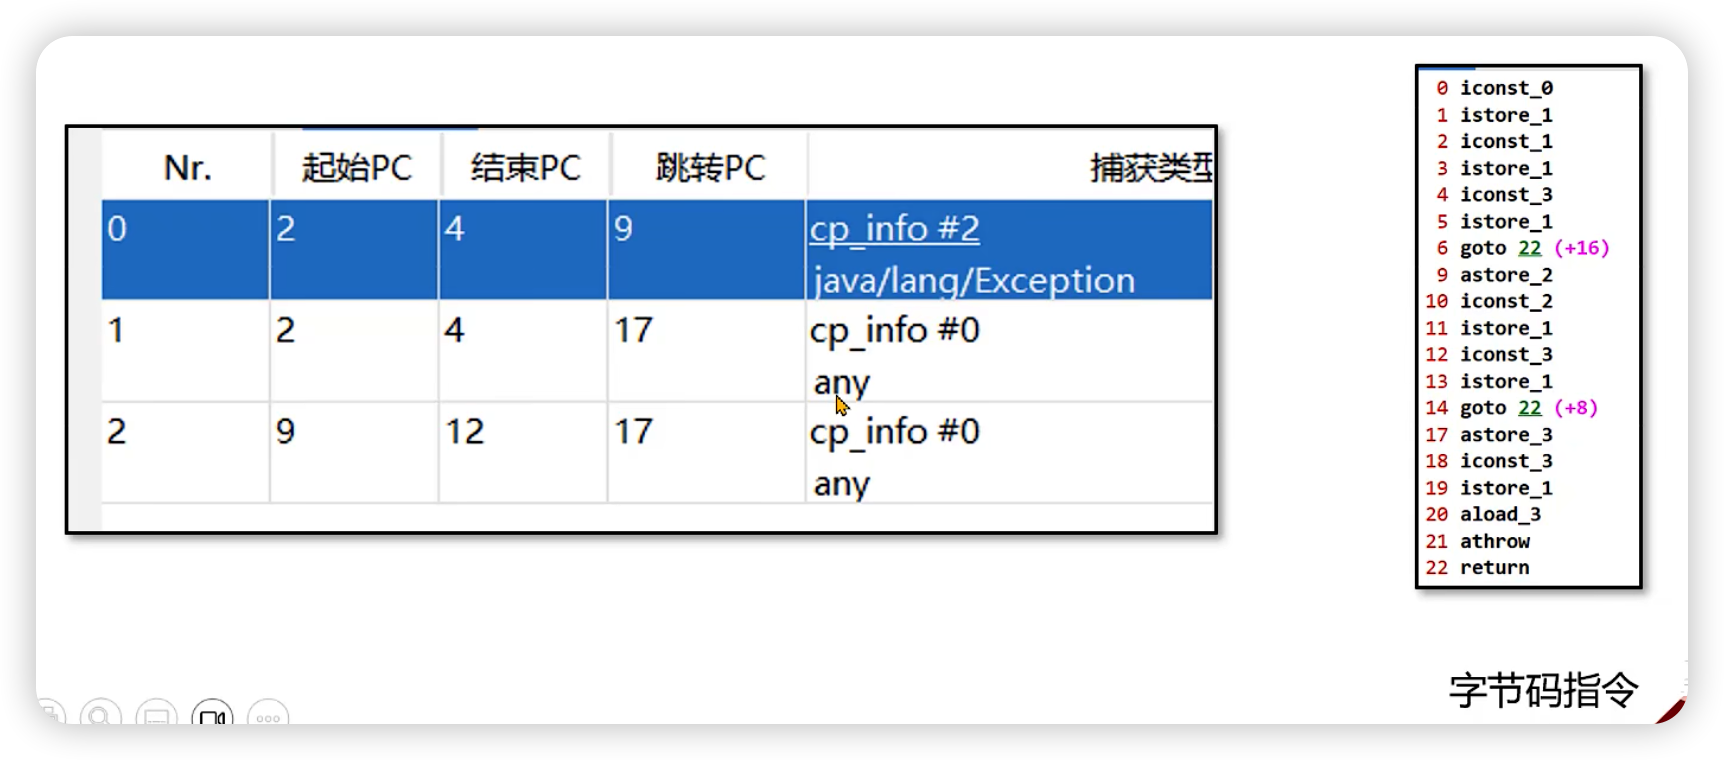 Nr. 起始PC 结束PC 跳转PC 捕获类型
0 2 4 9 cp_info #2
java/lang/Exception
1 2 4 17 cp_info #0
any
2 9 12 17 cp_info #0
any
0 iconst_0
1 istore_1
2 iconst_1
3 istore_1
4 iconst_3
5 istore_1
6 goto 22 (+16)
9 astore_2
10 iconst_2
11 istore_1
12 iconst_3
13 istore_1
14 goto 22 (+8)
17 astore_3
18 iconst_3
19 istore_1
20 aload_3
21 athrow
22 return
字节码指令